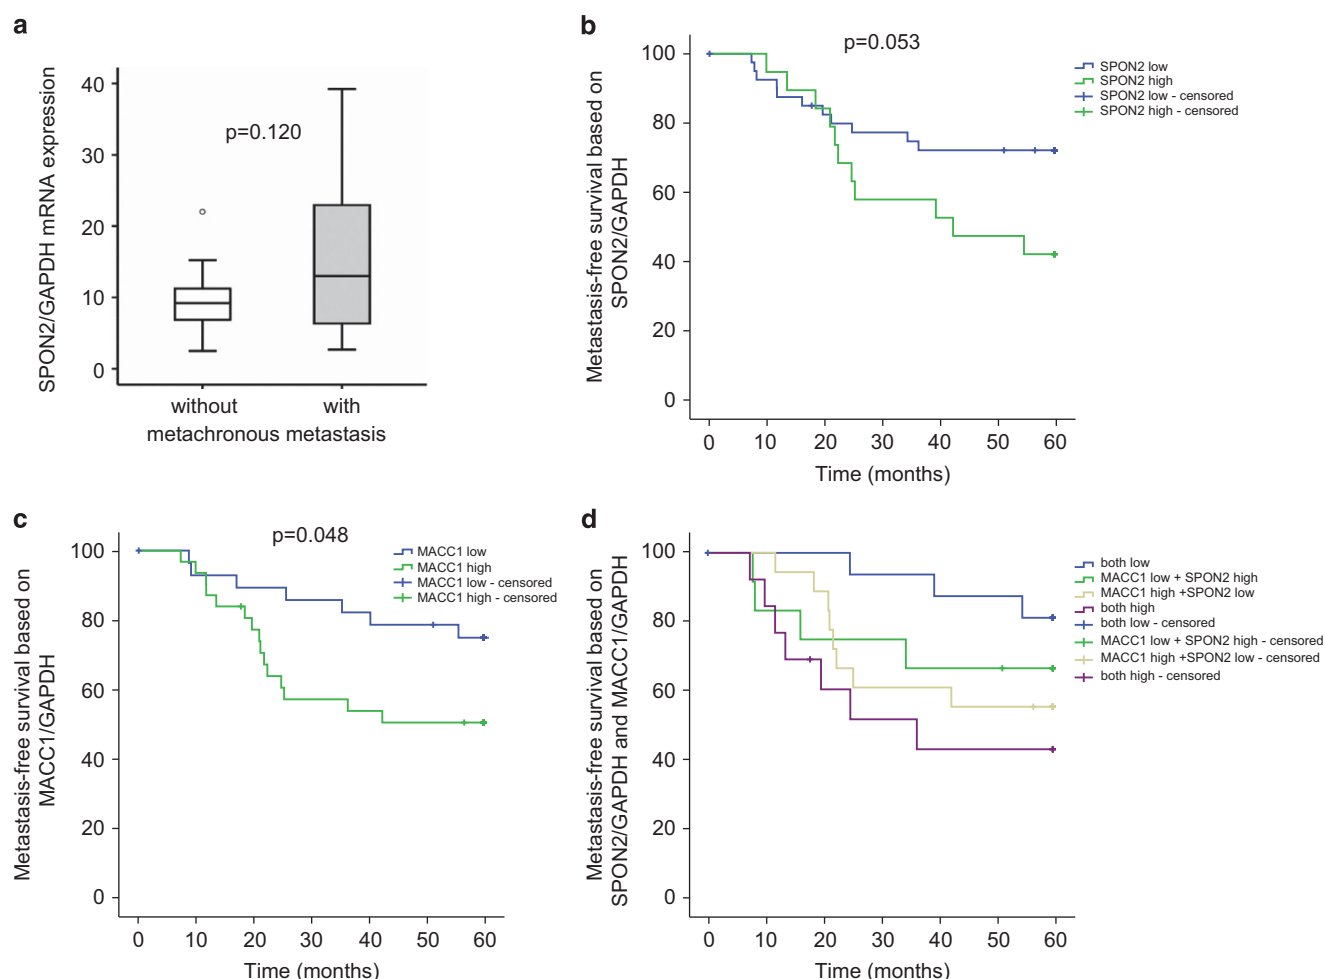 a
SPON2/GAPDH mRNA expression
40
30
20
10
0
p=0.120
without
with
metachronous metastasis
b
Metastasis-free survival based on
SPON2/GAPDH
100
80
60
40
20
0
p=0.053
SPON2 low
SPON2 high
SPON2 low - censored
SPON2 high - censored
0 10 20 30 40 50 60
Time (months)
c
Metastasis-free survival based on
MACC1/GAPDH
100
80
60
40
20
0
p=0.048
MACC1 low
MACC1 high
MACC1 low - censored
MACC1 high - censored
0 10 20 30 40 50 60
Time (months)
d
Metastasis-free survival based on
SPON2/GAPDH and MACC1/GAPDH
100
80
60
40
20
0
both low
MACC1 low + SPON2 high
MACC1 high +SPON2 low
both high
both low - censored
MACC1 low + SPON2 high - censored
MACC1 high +SPON2 low - censored
both high - censored
0 10 20 30 40 50 60
Time (months)